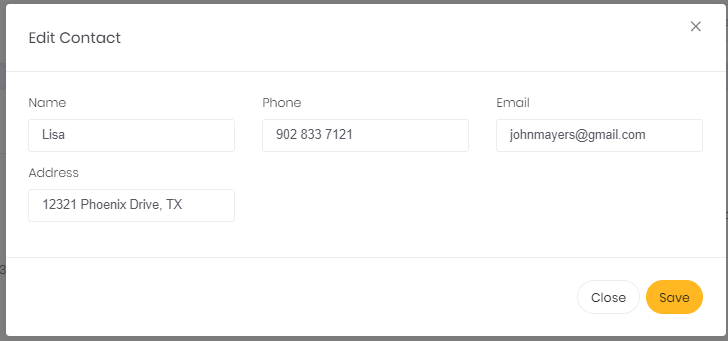 Edit Contact
Name
Phone
Email
Lisa
902 833 7121
johnmayers@gmail.com
Address
12321 Phoenix Drive, TX
Close
Save